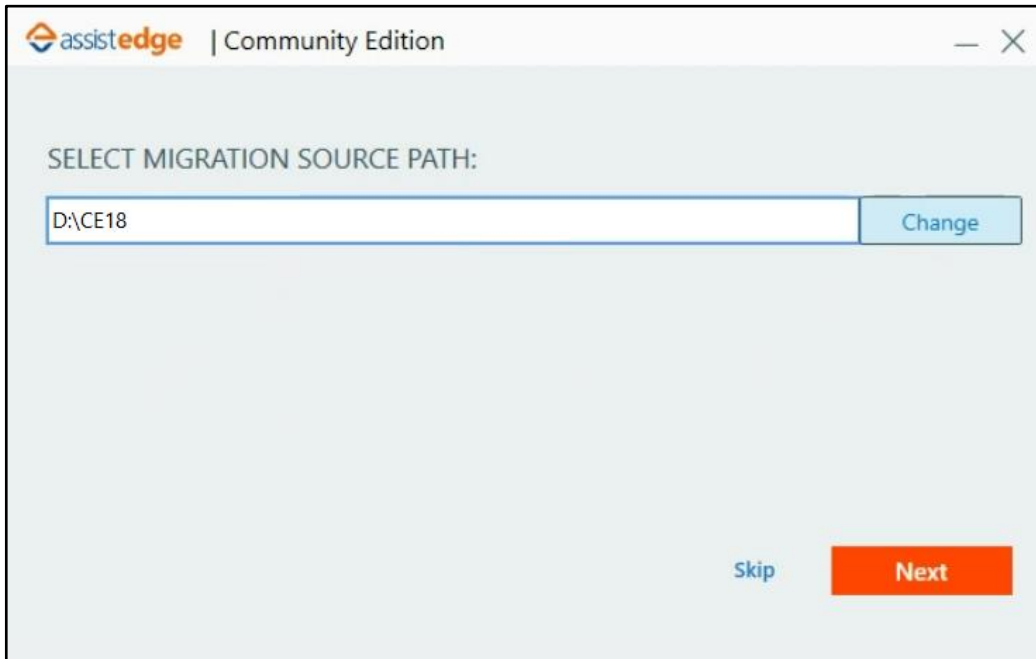 assistedge | Community Edition
SELECT MIGRATION SOURCE PATH:
D:\CE18 Change
Skip Next